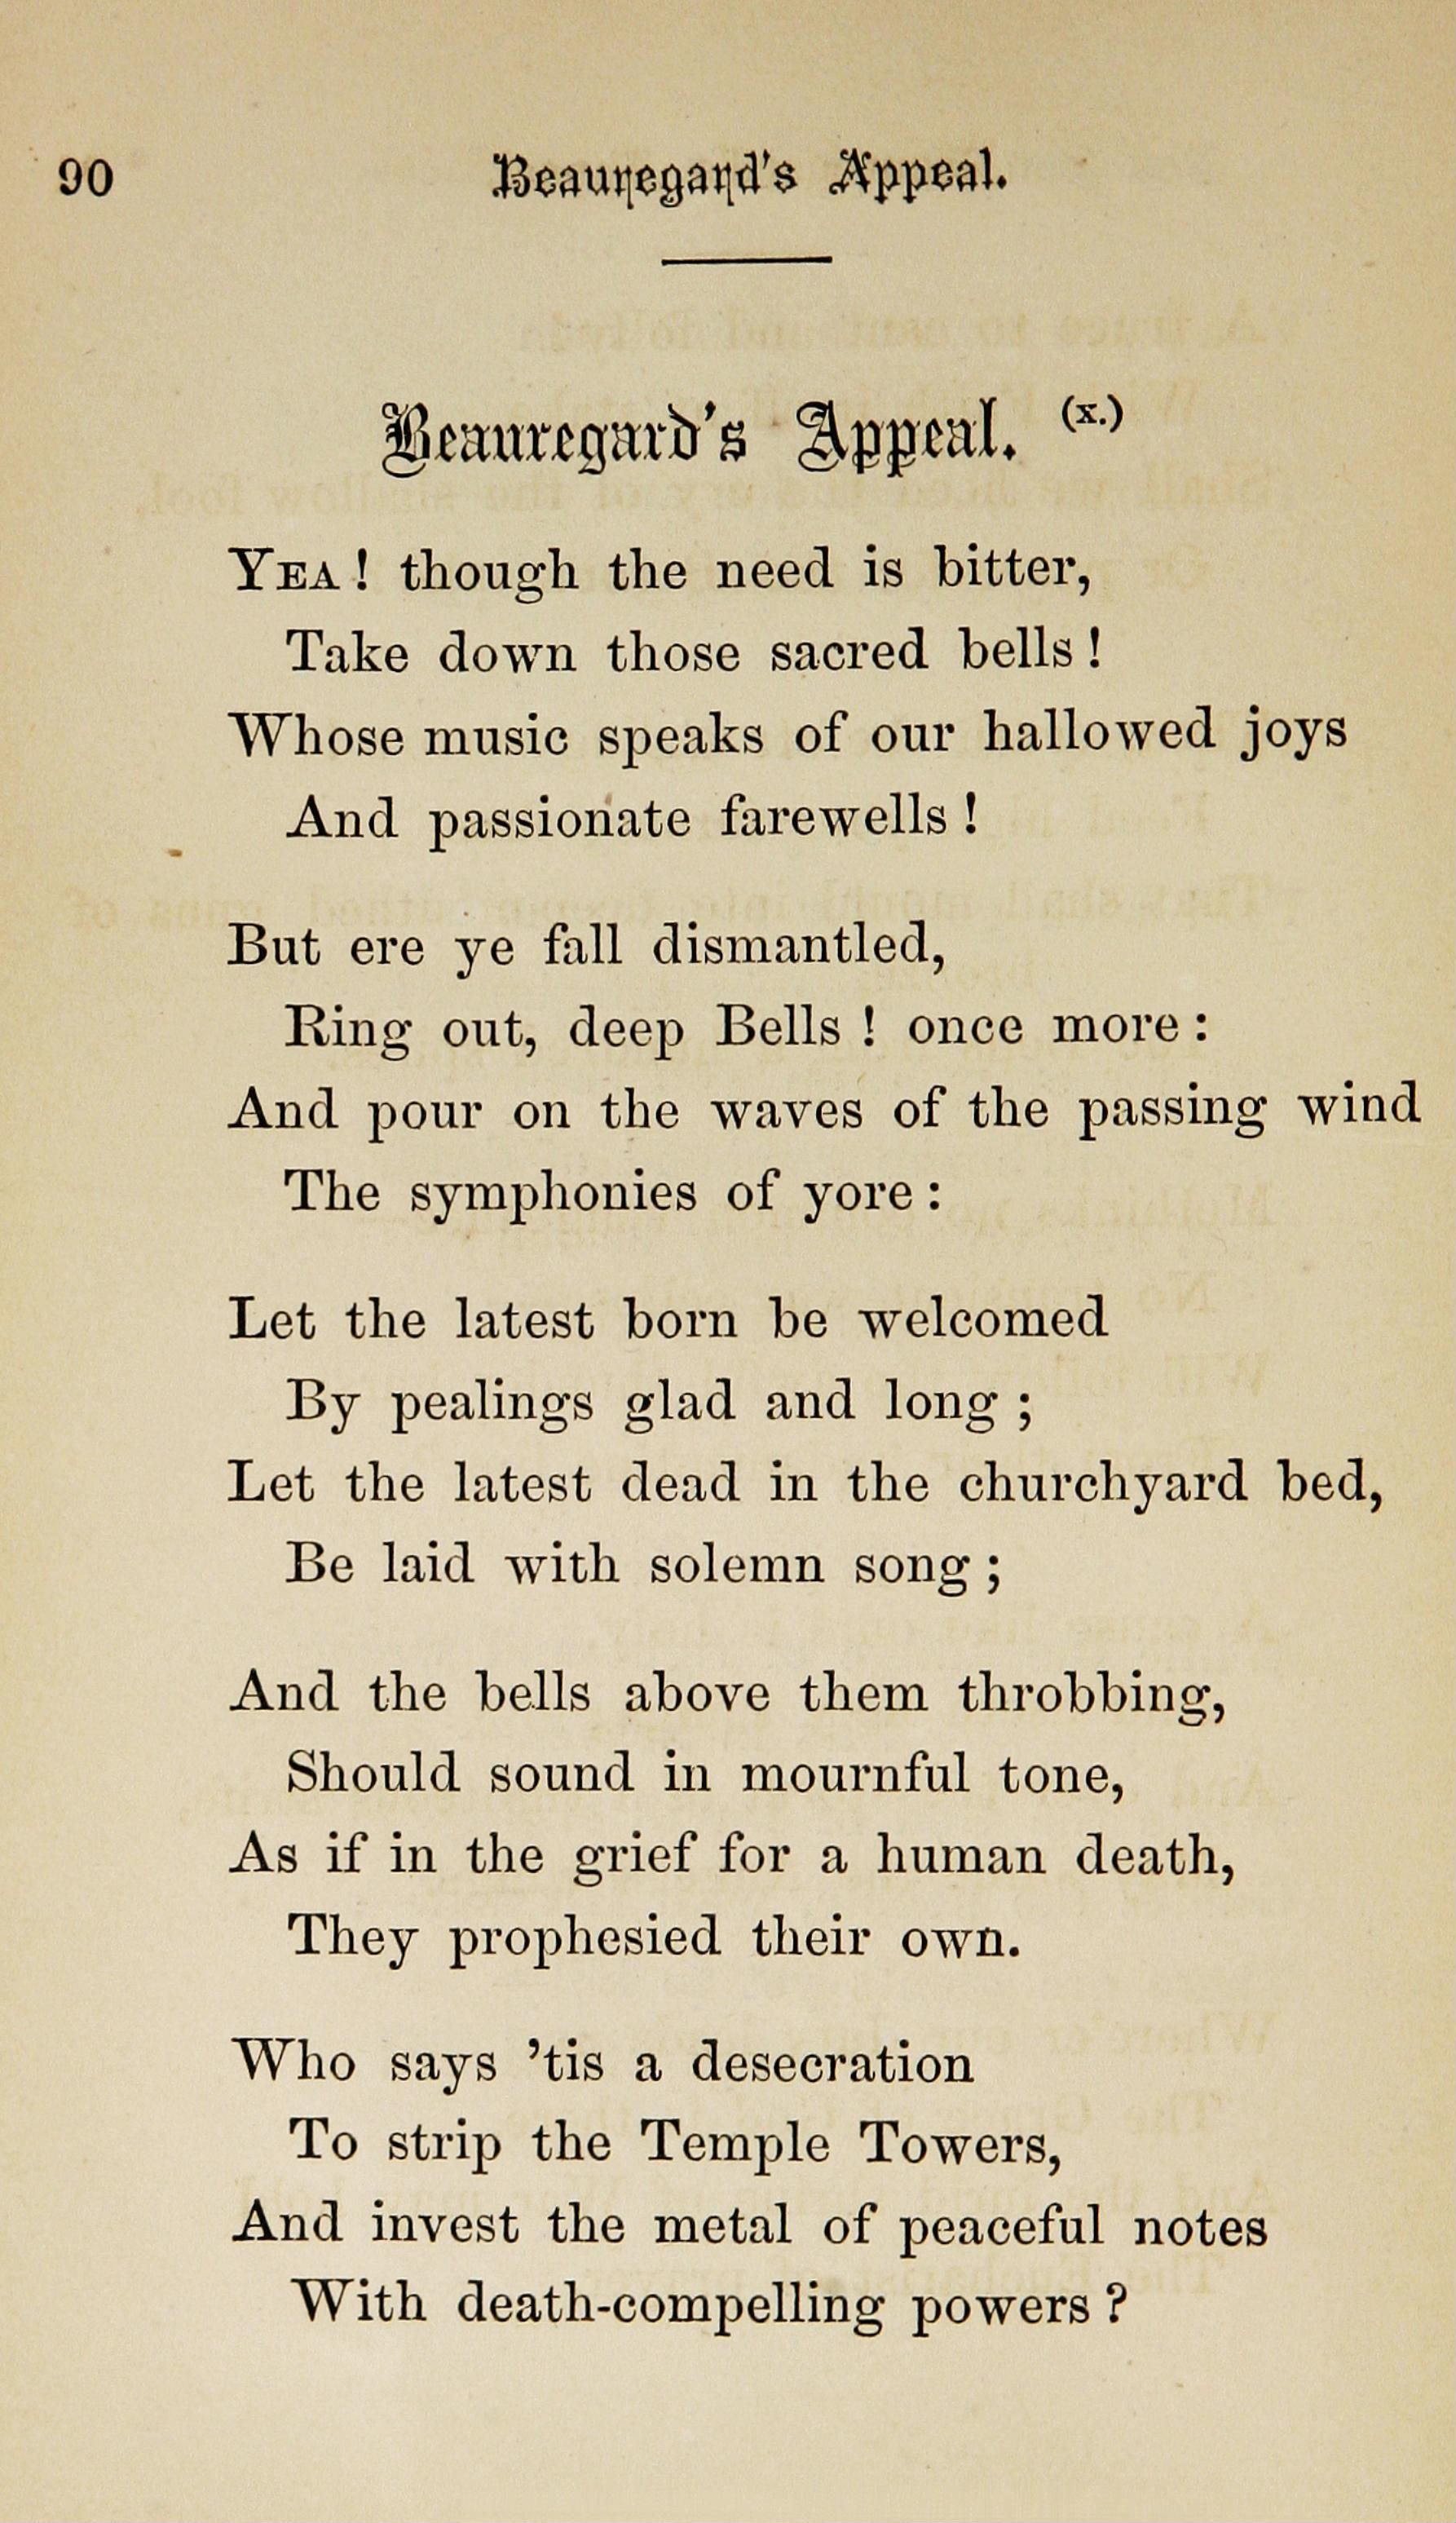 90 Beauregard's Appeal.
Beauregard's Appeal. (x.)
YEA! though the need is bitter,
Take down those sacred bells!
Whose music speaks of our hallowed joys
And passionate farewells!
But ere ye fall dismantled,
Ring out, deep Bells! once more:
And pour on the waves of the passing wind
The symphonies of yore:
Let the latest born be welcomed
By pealings glad and long;
Let the latest dead in the churchyard bed,
Be laid with solemn song;
And the bells above them throbbing,
Should sound in mournful tone,
As if in the grief for a human death,
They prophesied their own.
Who says 'tis a desecration
To strip the Temple Towers,
And invest the metal of peaceful notes
With death-compelling powers?